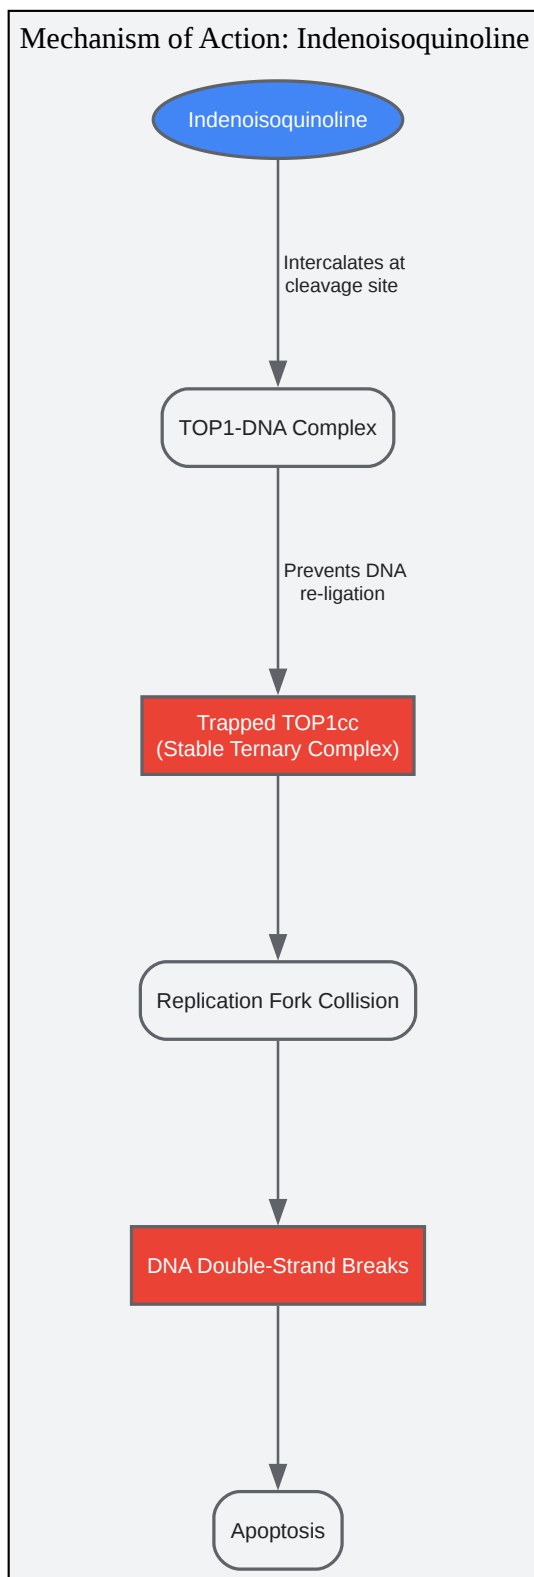 Mechanism of Action: Indenoisoquinoline
Indenoisoquinoline
Intercalates at
cleavage site
TOP1-DNA Complex
Prevents DNA
re-ligation
Trapped TOP1cc
(Stable Ternary Complex)
Replication Fork Collision
DNA Double-Strand Breaks
Apoptosis